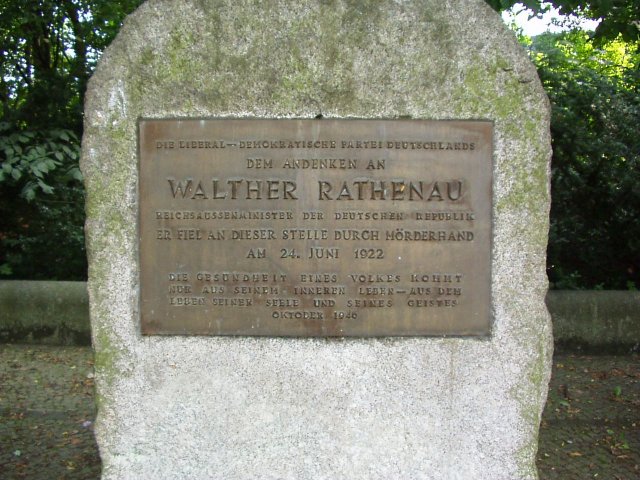 DIE LIBERAL-DEMOKRATISCHE PARTEI DEUTSCHLANDS
DEM ANDENKEN AN
WALTHER RATHENAU
REICHSAUSSENMINISTER DER DEUTSCHEN REPUBLIK
ER FIEL AN DIESER STELLE DURCH MÖRDERHAND
AM 24. JUNI 1922
DIE GESUNDHEIT EINES VOLKES KOMMT
NUR AUS SEINEM INNEREN LEBEN—AUS DEM
LEBEN SEINER SEELE UND SEINES GEISTES
OKTOBER 1946